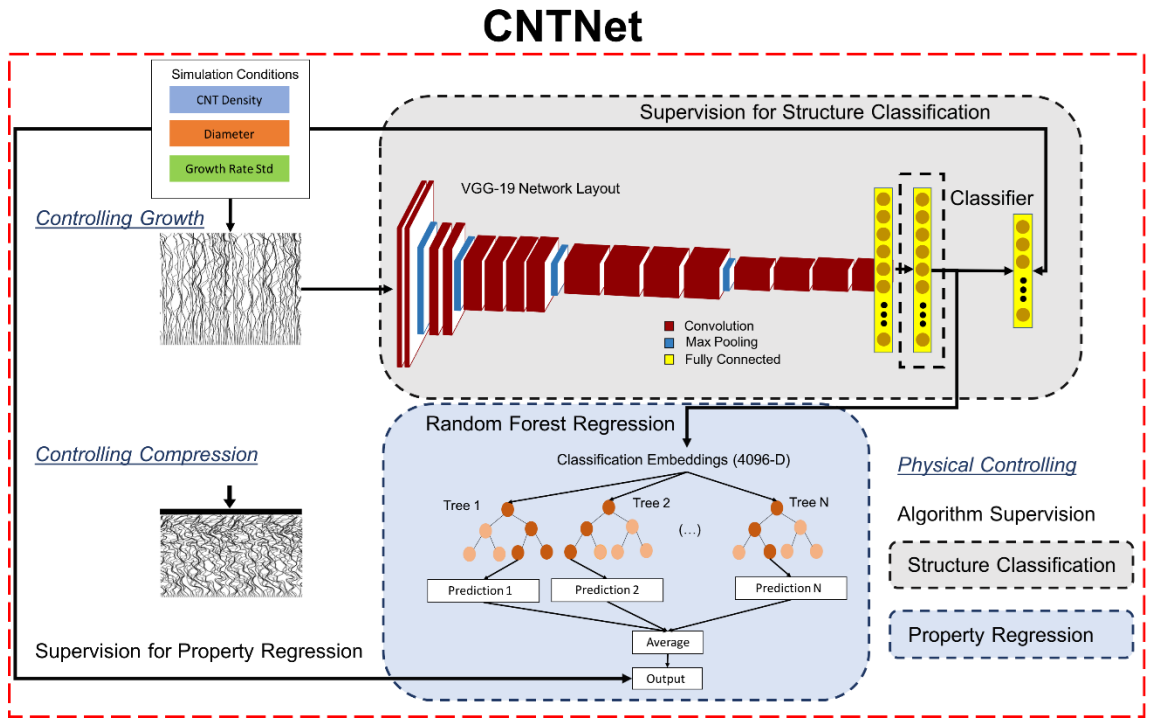 CNTNet
Simulation Conditions
CNT Density
Diameter
Growth Rate Std
Controlling Growth
Supervision for Structure Classification
VGG-19 Network Layout
Classifier
Convolution
Max Pooling
Fully Connected
Random Forest Regression
Classification Embeddings (4096-D)
Tree 1
Tree 2
(...)
Tree N
Prediction 1
Prediction 2
Prediction N
Average
Output
Controlling Compression
Supervision for Property Regression
Physical Controlling
Algorithm Supervision
Structure Classification
Property Regression